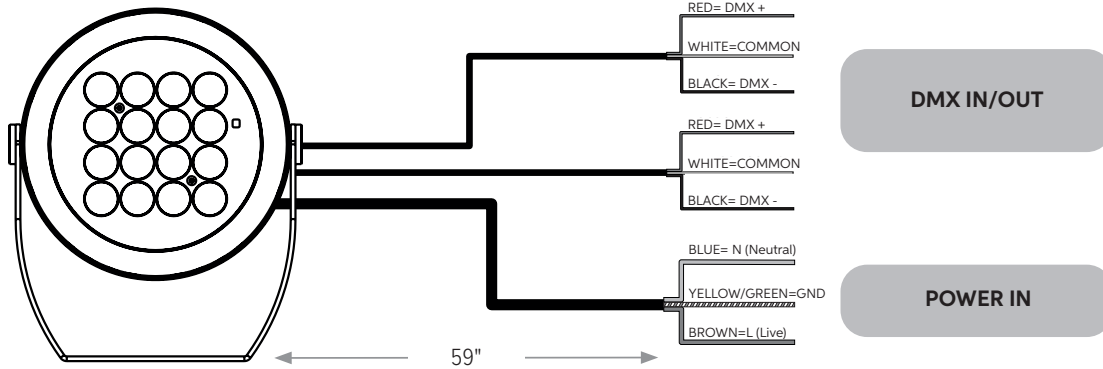 RED= DMX +
WHITE=COMMON
BLACK= DMX -
DMX IN/OUT
RED= DMX +
WHITE=COMMON
BLACK= DMX -
BLUE= N (Neutral)
YELLOW/GREEN=GND
BROWN=L (Live)
POWER IN
59"